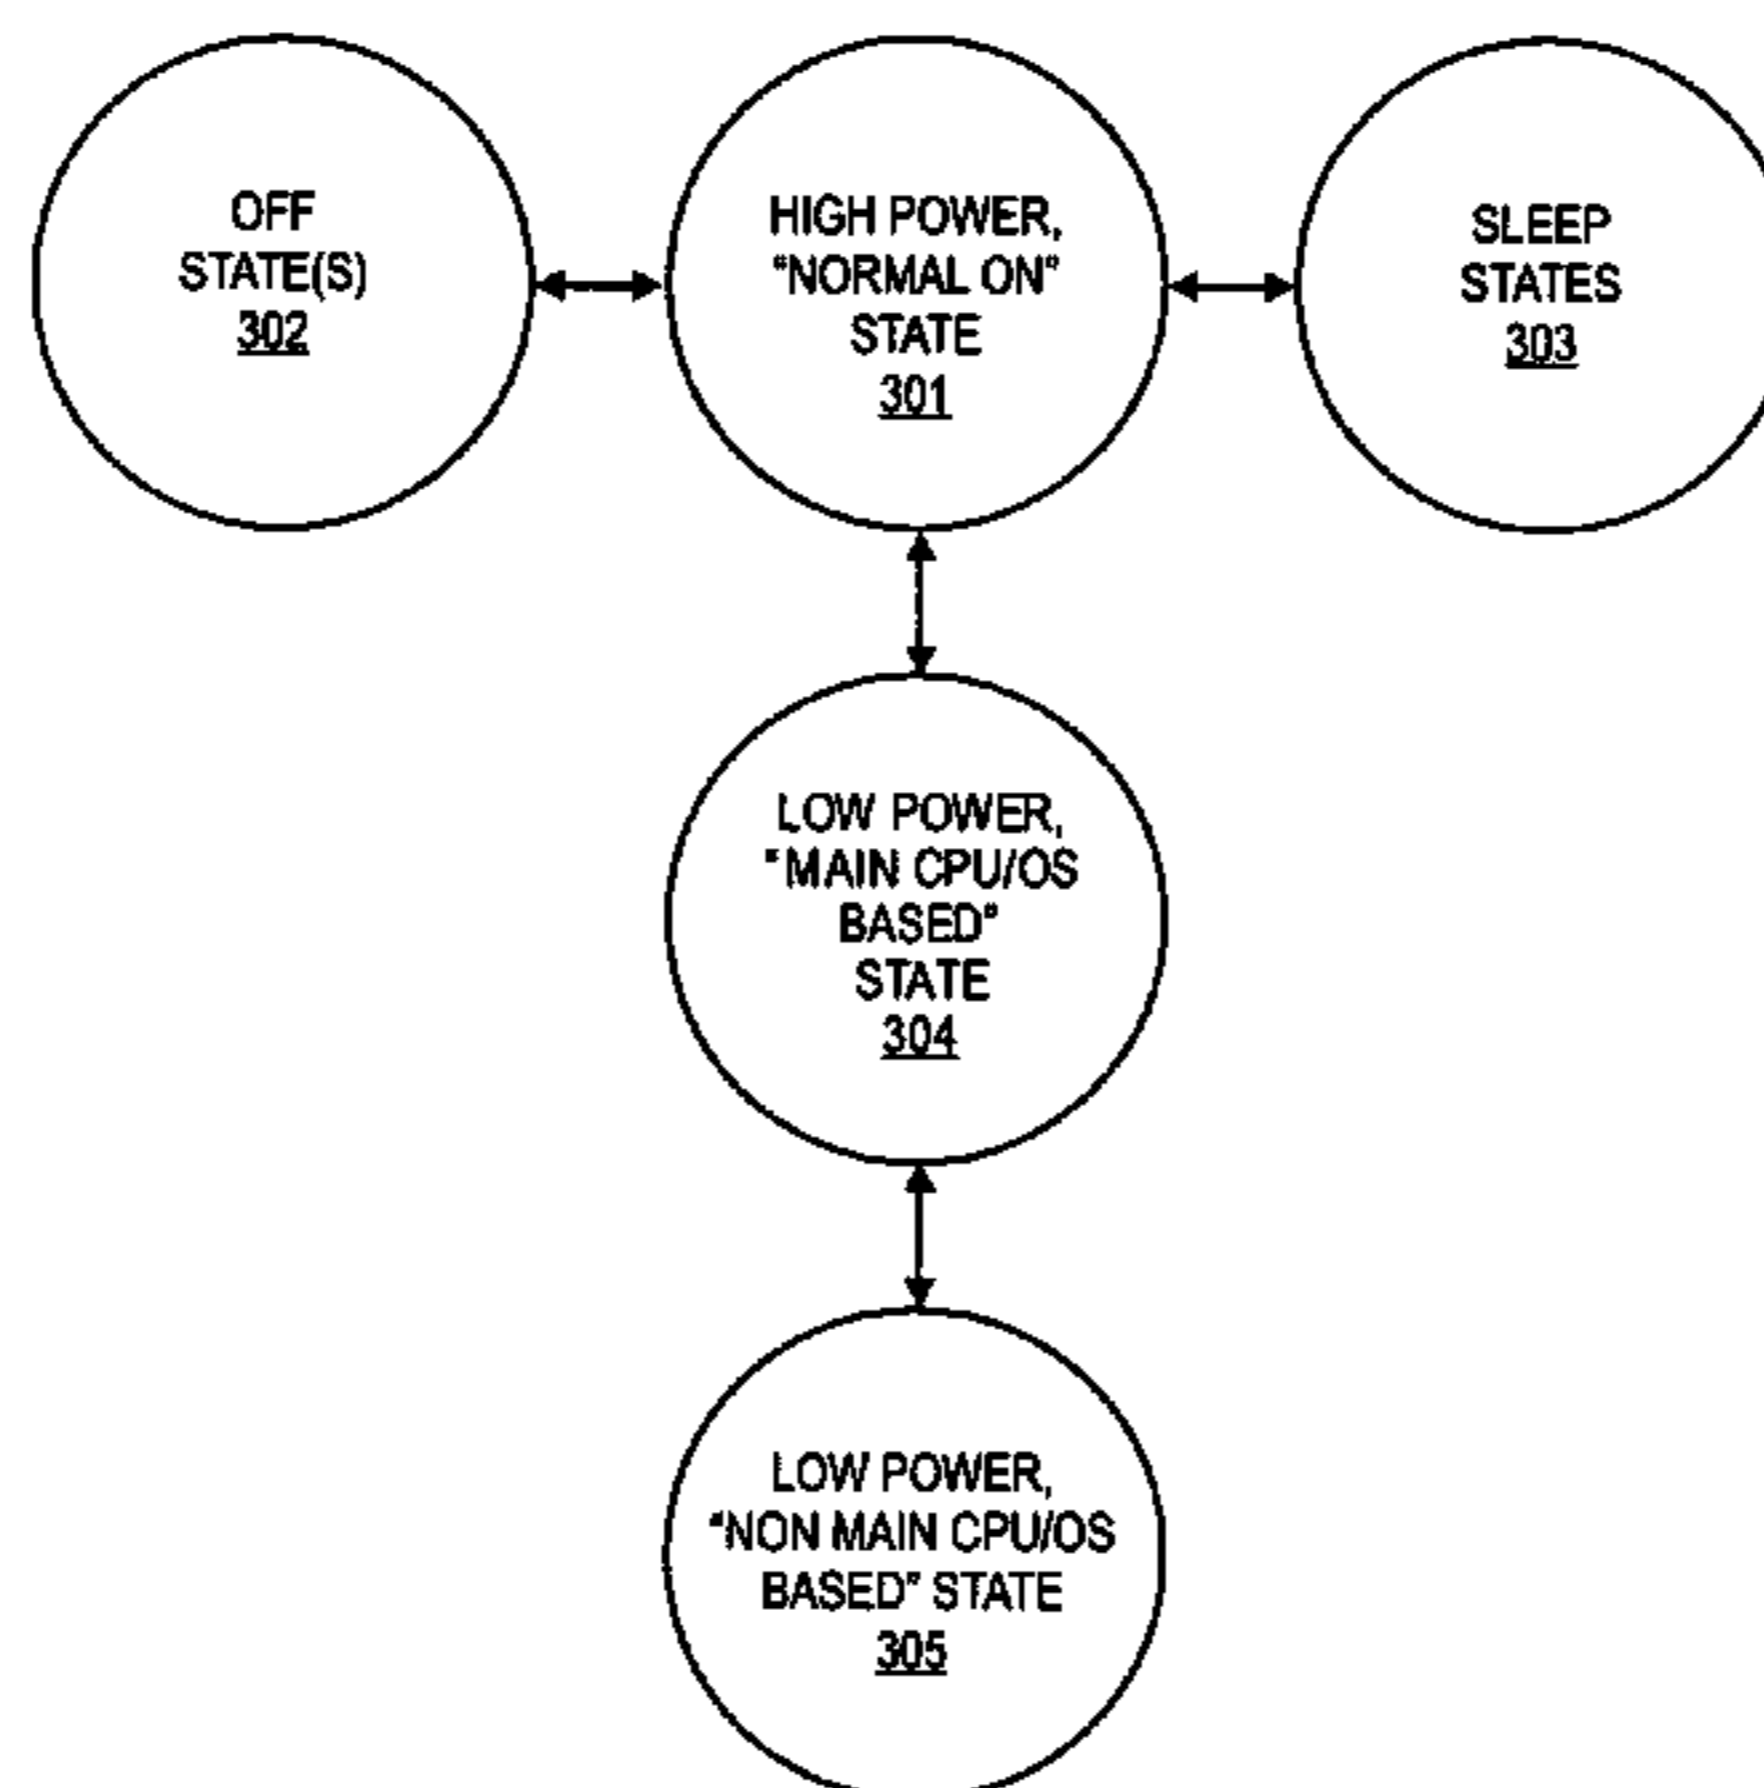 OFF
STATE(S)
302
HIGH POWER,
"NORMAL ON"
STATE
301
SLEEP
STATES
303
LOW POWER,
"MAIN CPU/OS
BASED"
STATE
304
LOW POWER,
"NON MAIN CPU/OS
BASED" STATE
305